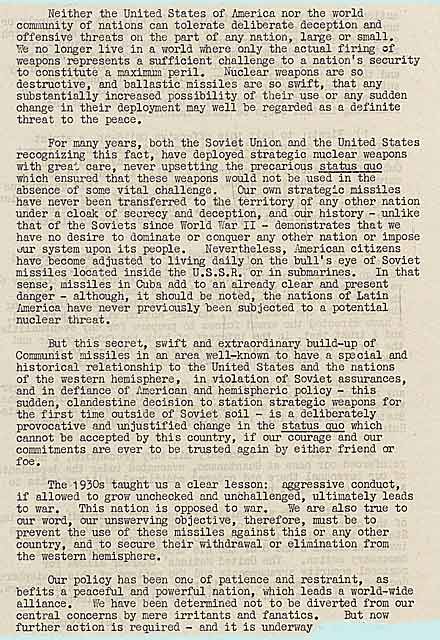 Neither the United States of America nor the world
community of nations can tolerate deliberate deception and
offensive threats on the part of any nation, large or small.
We no longer live in a world where only the actual firing of
weapons represents a sufficient challenge to a nation's security
to constitute a maximum peril. Nuclear weapons are so
destructive, and ballastic missiles are so swift, that any
substantially increased possibility of their use or any sudden
change in their deployment may well be regarded as a definite
threat to the peace.
For many years, both the Soviet Union and the United States
recognizing this fact, have deployed strategic nuclear weapons
with great care, never upsetting the precarious status quo
which ensured that these weapons would not be used in the
absence of some vital challenge. Our own strategic missiles
have never been transferred to the territory of any other nation
under a cloak of secrecy and deception, and our history - unlike
that of the Soviets since World War II - demonstrates that we
have no desire to dominate or conquer any other nation or impose
our system upon its people. Nevertheless, American citizens
have become adjusted to living daily on the bull's eye of Soviet
missiles located inside the U.S.S.R. or in submarines. In that
sense, missiles in Cuba add to an already clear and present
danger - although, it should be noted, the nations of Latin
America have never previously been subjected to a potential
nuclear threat.
But this secret, swift and extraordinary build-up of
Communist missiles in an area well-known to have a special and
historical relationship to the United States and the nations
of the western hemisphere, in violation of Soviet assurances,
and in defiance of American and hemispheric policy - this
sudden, clandestine decision to station strategic weapons for
the first time outside of Soviet soil - is a deliberately
provocative and unjustified change in the status quo which
cannot be accepted by this country, if our courage and our
commitments are ever to be trusted again by either friend or
foe.
The 1930s taught us a clear lesson: aggressive conduct,
if allowed to grow unchecked and unchallenged, ultimately leads
to war. This nation is opposed to war. We are also true to
our word, our unswerving objective, therefore, must be to
prevent the use of these missiles against this or any other
country, and to secure their withdrawal or elimination from
the western hemisphere.
Our policy has been one of patience and restraint, as
befits a peaceful and powerful nation, which leads a world-wide
alliance. We have been determined not to be diverted from our
central concerns by mere irritants and fanatics. But now
further action is required - and it is underway